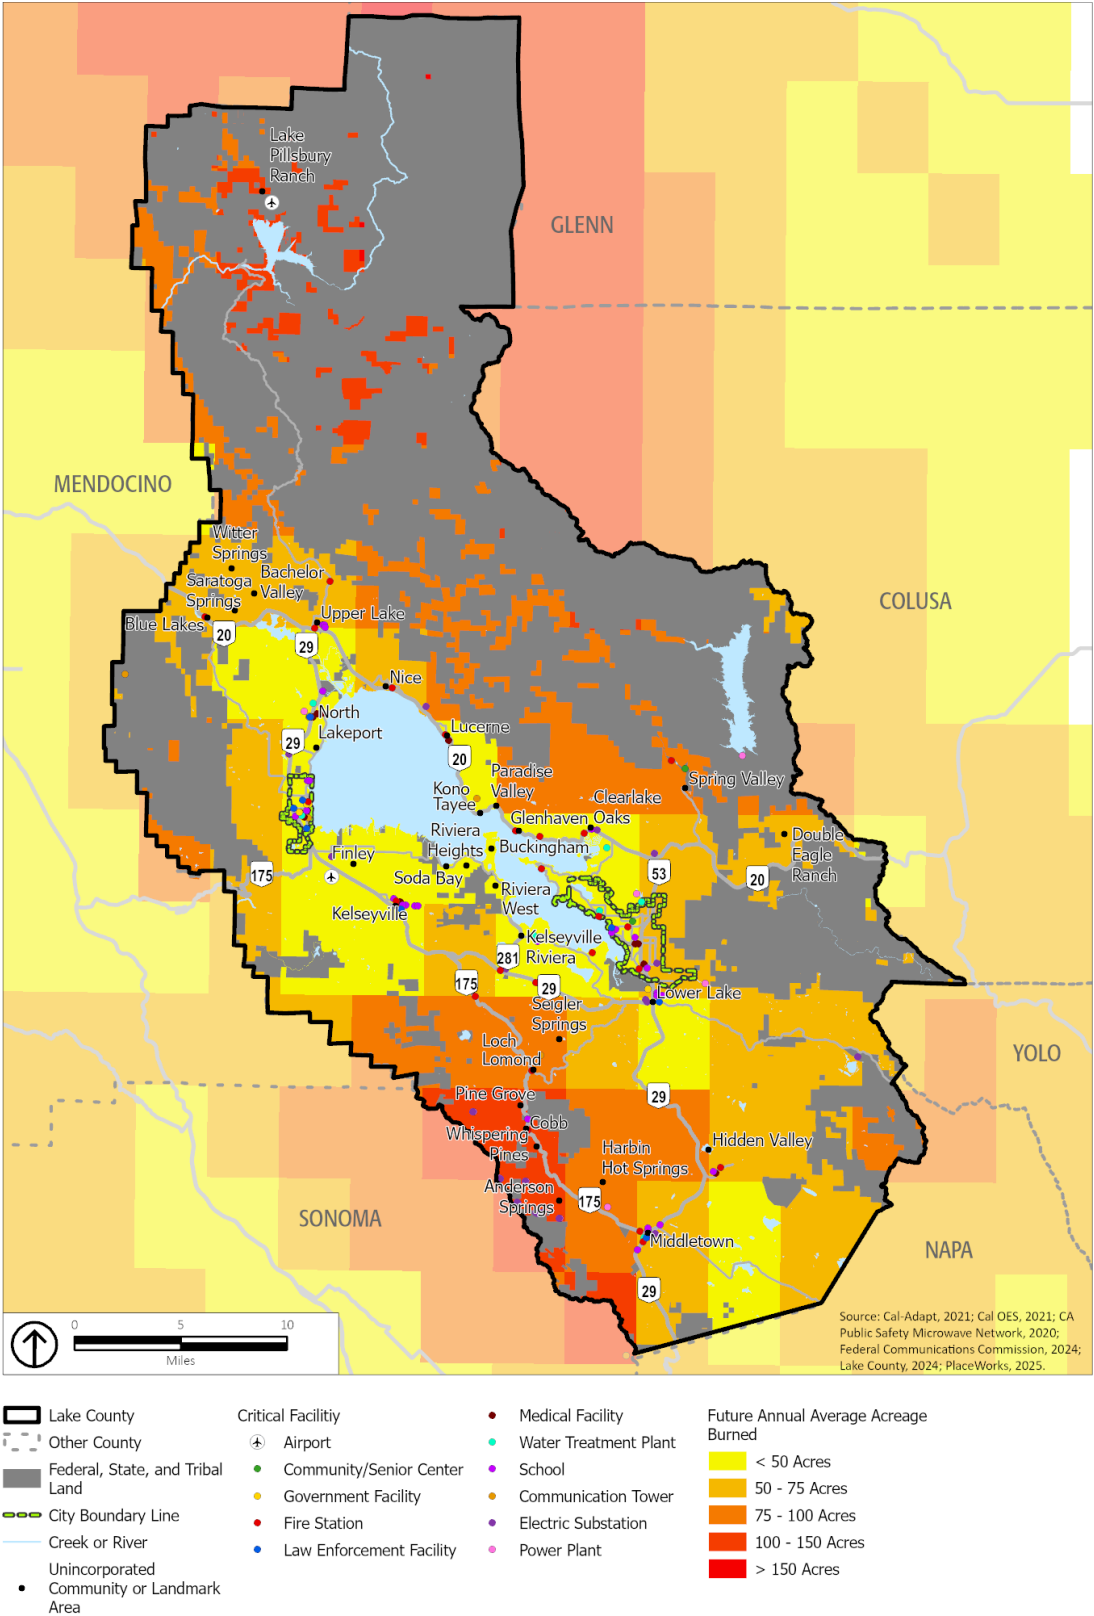 Lake
Pillsbury
Ranch
GLENN
MENDOCINO
Witter
Springs
Bachelor
Valley
Saratoga
Springs
Upper Lake
Blue Lakes
20
29
COLUSA
Nice
North
Lakeport
Lucerne
29
20
Paradise
Valley
Kono
Tayee
Spring Valley
Clearlake
Oaks
Glenhaven
Riviera
Heights
Buckingham
Double
Eagle
Ranch
Finley
Soda Bay
175
53
20
Riviera
West
Kelseyville
Kelseyville
Riviera
281
175
29
Lower Lake
Seigler
Springs
YOLO
Loch
Lomond
Pine Grove
29
Cobb
Whispering
Pines
Hidden Valley
Harbin
Hot Springs
Anderson
Springs
175
SONOMA
Middletown
NAPA
29
0 5 10
Miles
Source: Cal-Adapt, 2021; Cal OES, 2021; CA
Public Safety Microwave Network, 2020;
Federal Communications Commission, 2024;
Lake County, 2024; PlaceWorks, 2025.
Lake County
Other County
Federal, State, and Tribal
Land
City Boundary Line
Creek or River
Unincorporated
Community or Landmark
Area
Critical Facilitiy
Airport
Community/Senior Center
Government Facility
Fire Station
Law Enforcement Facility
Medical Facility
Water Treatment Plant
School
Communication Tower
Electric Substation
Power Plant
Future Annual Average Acreage
Burned
< 50 Acres
50 - 75 Acres
75 - 100 Acres
100 - 150 Acres
> 150 Acres